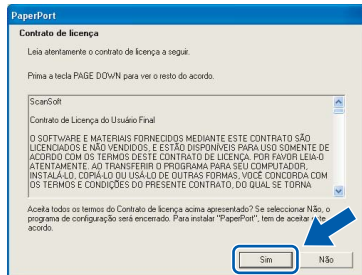 PaperPort
Contrato de licença
Leia atentamente o contrato de licença a seguir.
Prima a tecla PAGE DOWN para ver o resto do acordo.
ScanSoft
Contrato de Licença do Usuário Final
O SOFTWARE E MATERIAIS FORNECIDOS MEDIANTE ESTE CONTRATO SÃO
LICENCIADOS E NÃO VENDIDOS, E ESTÃO DISPONÍVEIS PARA USO SOMENTE DE
ACORDO COM OS TERMOS DESTE CONTRATO DE LICENÇA. POR FAVOR LEIA-O
ATENTAMENTE. AO TRANSFERIR O PROGRAMA PARA SEU COMPUTADOR,
INSTALÁ-LO, COPIÁ-LO OU USÁ-LO DE OUTRAS FORMAS, VOCÊ CONCORDA COM
OS TERMOS E CONDIÇÕES DO PRESENTE CONTRATO, DO QUAL SE TORNA
Aceita todos os termos do Contrato de licença acima apresentado? Se seleccionar Não, o
programa de configuração será encerrado. Para instalar "PaperPort", tem de aceitar este
acordo.
Sim
Não